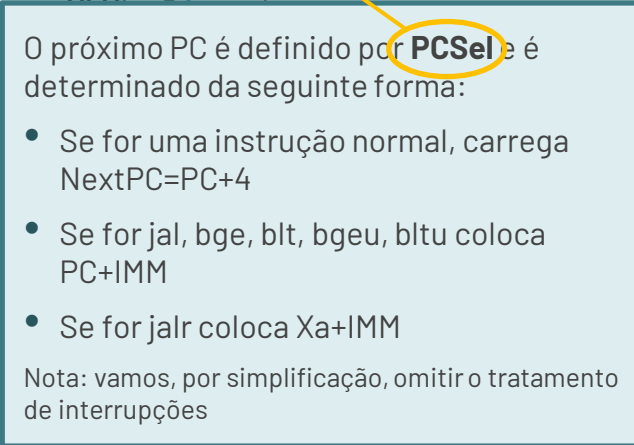 O próximo PC é definido por PCSel e é
determinado da seguinte forma:
• Se for uma instrução normal, carrega
NextPC=PC+4
• Se for jal, bge, blt, bgeu, bltu coloca
PC+IMM
• Se for jalr coloca Xa+IMM
Nota: vamos, por simplificação, omitir o tratamento
de interrupções